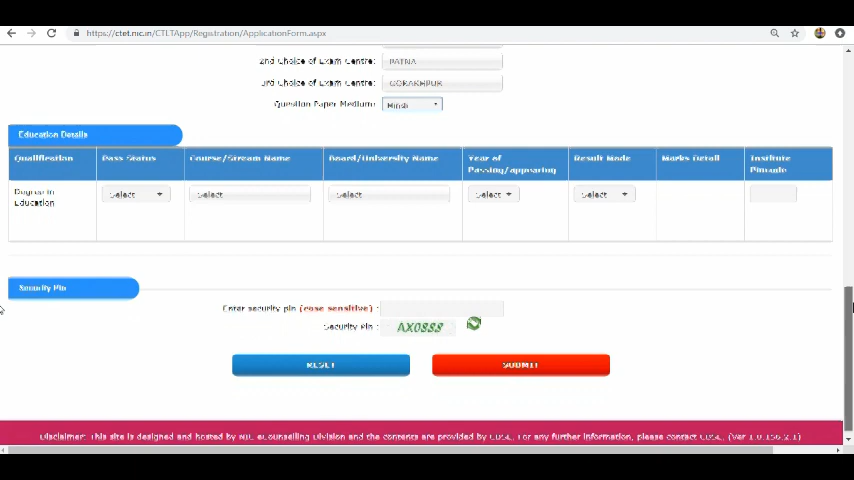 https://ctet.nic.in/CTLTApp/Registration/ApplicationForm.aspx
2nd Choice of Exam Centre: PATNA
3rd Choice of Exam Centre: GORAKHPUR
Question Paper Medium: Hindi
Education Details
Qualification Pass Status Course/Stream Name Board/University Name Year of Passing/appearing Result Mode Marks Detail Institute Pincode
Degree in Education Select Select Select Select Select
Security Pin
Enter security pin (case sensitive) :
Security Pin :
RESET SUBMIT
Disclaimer: This site is designed and hosted by NIC eCounselling Division and the contents are provided by CBSE. For any further information, please contact CBSE.